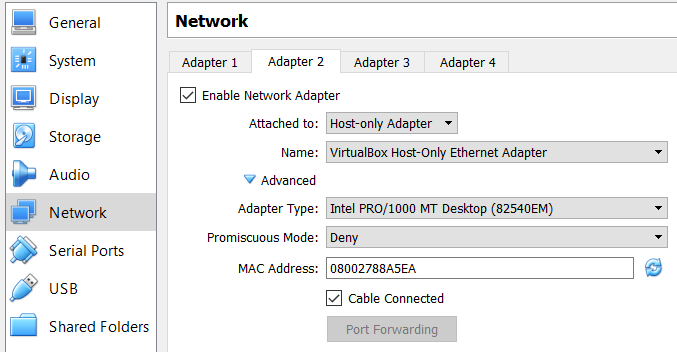 General
System
Display
Storage
Audio
Network
Serial Ports
USB
Shared Folders
Network
Adapter 1 Adapter 2 Adapter 3 Adapter 4
Enable Network Adapter
Attached to: Host-only Adapter
Name: VirtualBox Host-Only Ethernet Adapter
Advanced
Adapter Type: Intel PRO/1000 MT Desktop (82540EM)
Promiscuous Mode: Deny
MAC Address: 08002788A5EA
Cable Connected
Port Forwarding